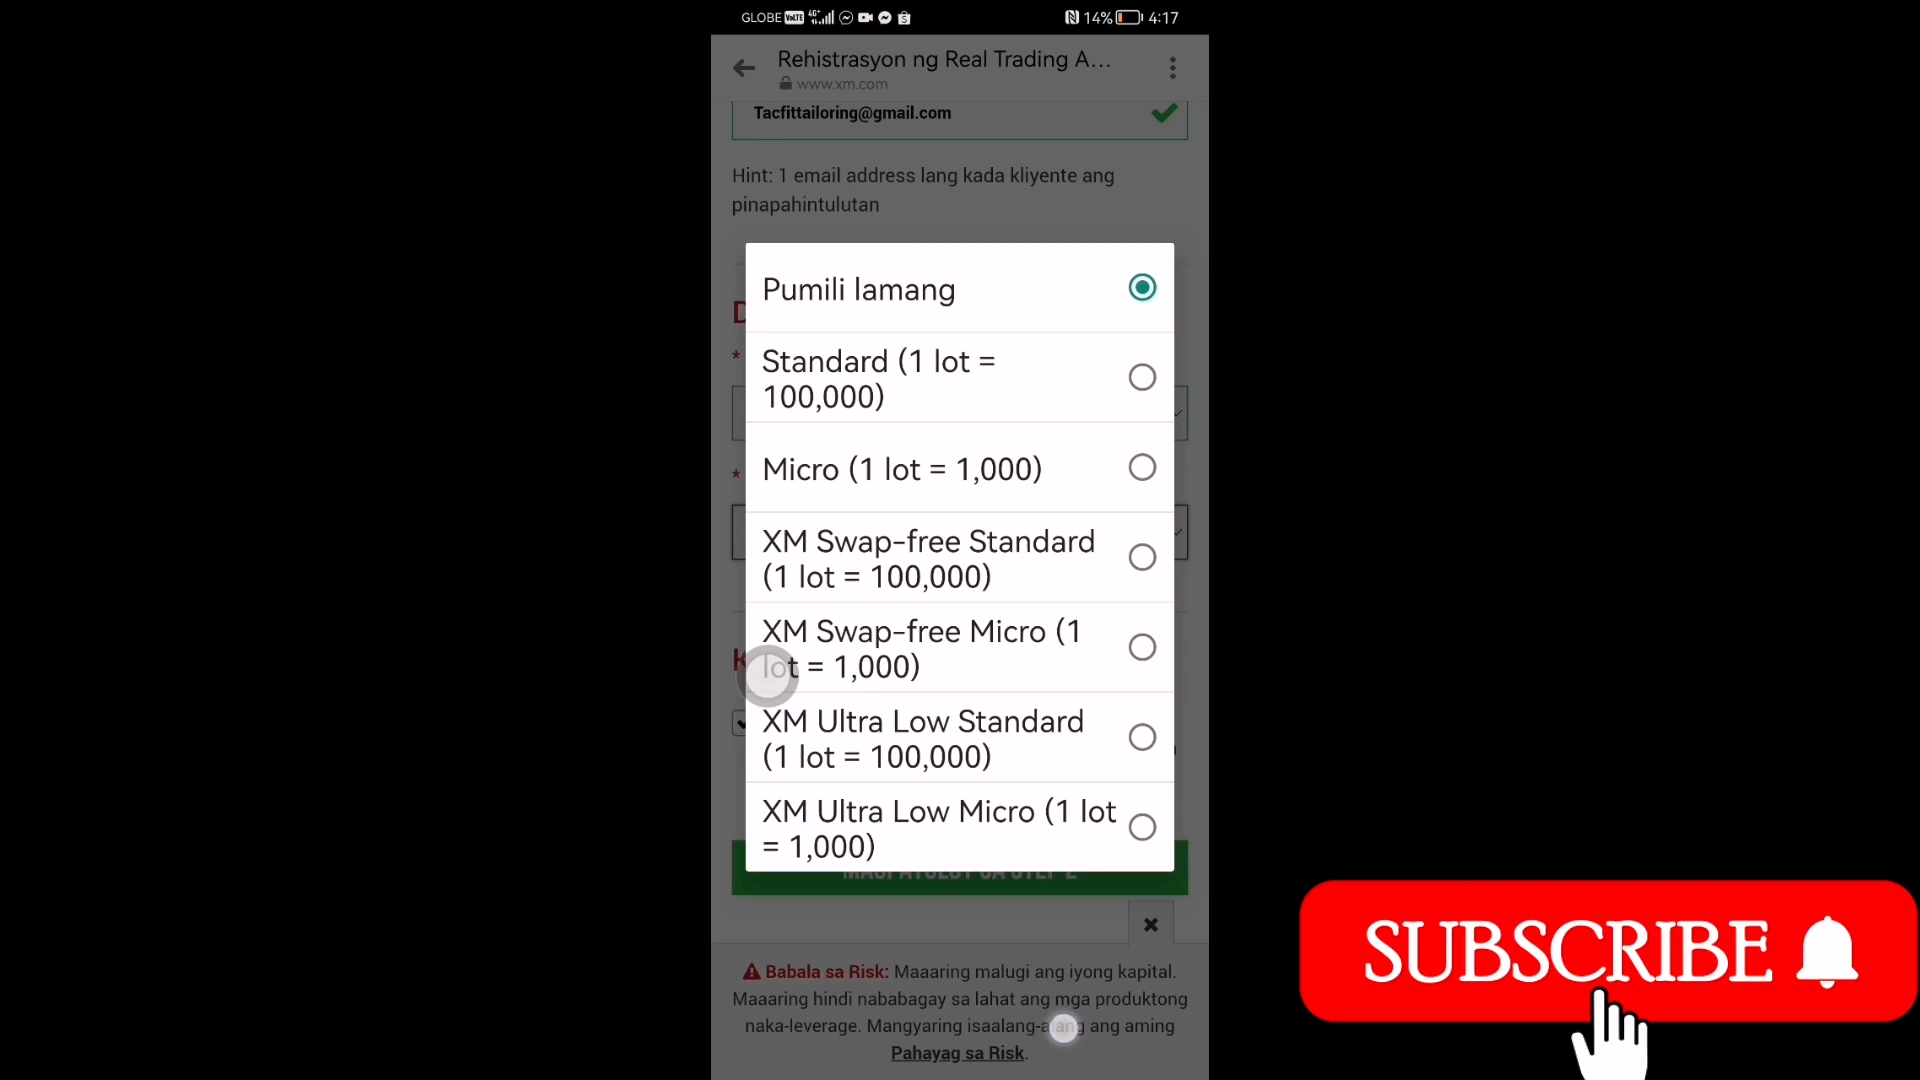 GLOBE VoLTE 4G+ 14% 4:17
Rehistrasyon ng Real Trading A...
www.xm.com
Tacfittailoring@gmail.com
Hint: 1 email address lang kada kliyente ang
pinapahintulutan
Pumili lamang
Standard (1 lot =
100,000)
*
Micro (1 lot = 1,000)
*
XM Swap-free Standard
(1 lot = 100,000)
XM Swap-free Micro (1
lot = 1,000)
XM Ultra Low Standard
(1 lot = 100,000)
XM Ultra Low Micro (1 lot
= 1,000)
Babala sa Risk: Maaaring malugi ang iyong kapital.
Maaaring hindi nababagay sa lahat ang mga produktong
naka-leverage. Mangyaring isaalang-alang ang aming
Pahayag sa Risk.
SUBSCRIBE